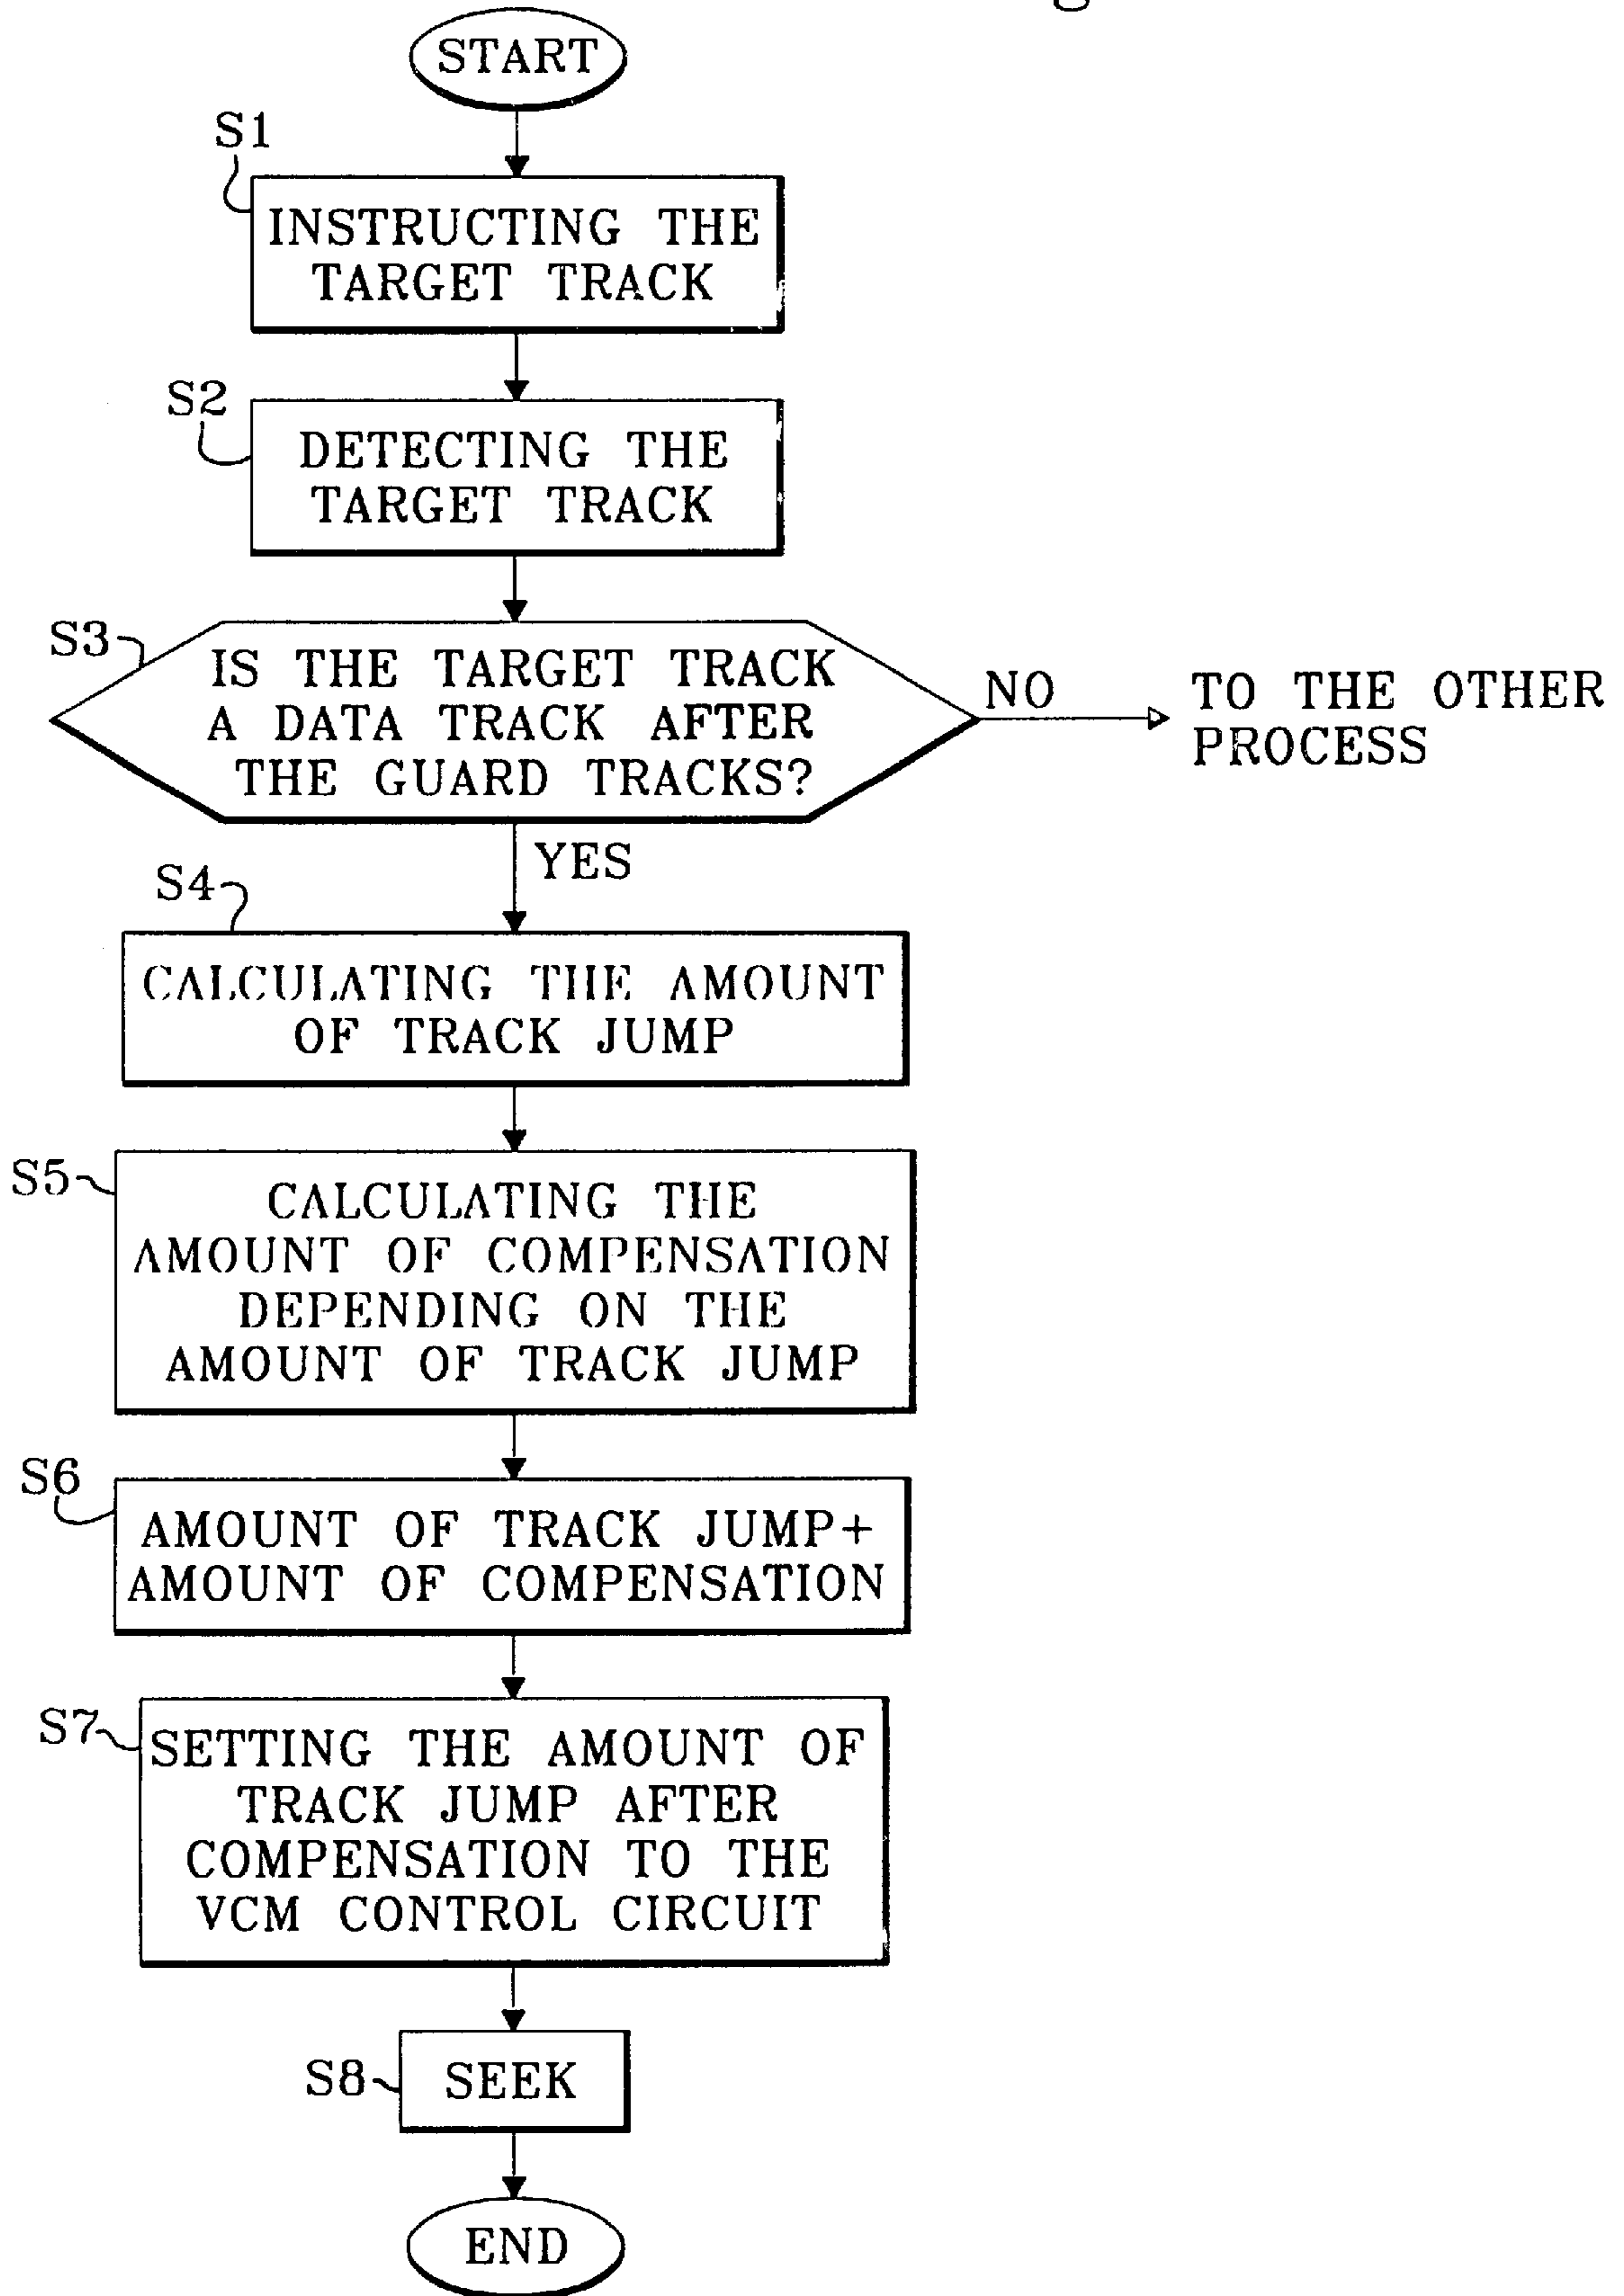 START
S1
INSTRUCTING THE
TARGET TRACK
S2
DETECTING THE
TARGET TRACK
S3
IS THE TARGET TRACK
A DATA TRACK AFTER
THE GUARD TRACKS?
NO
TO THE OTHER
PROCESS
YES
S4
CALCULATING THE AMOUNT
OF TRACK JUMP
S5
CALCULATING THE
AMOUNT OF COMPENSATION
DEPENDING ON THE
AMOUNT OF TRACK JUMP
S6
AMOUNT OF TRACK JUMP+
AMOUNT OF COMPENSATION
S7
SETTING THE AMOUNT OF
TRACK JUMP AFTER
COMPENSATION TO THE
VCM CONTROL CIRCUIT
S8
SEEK
END